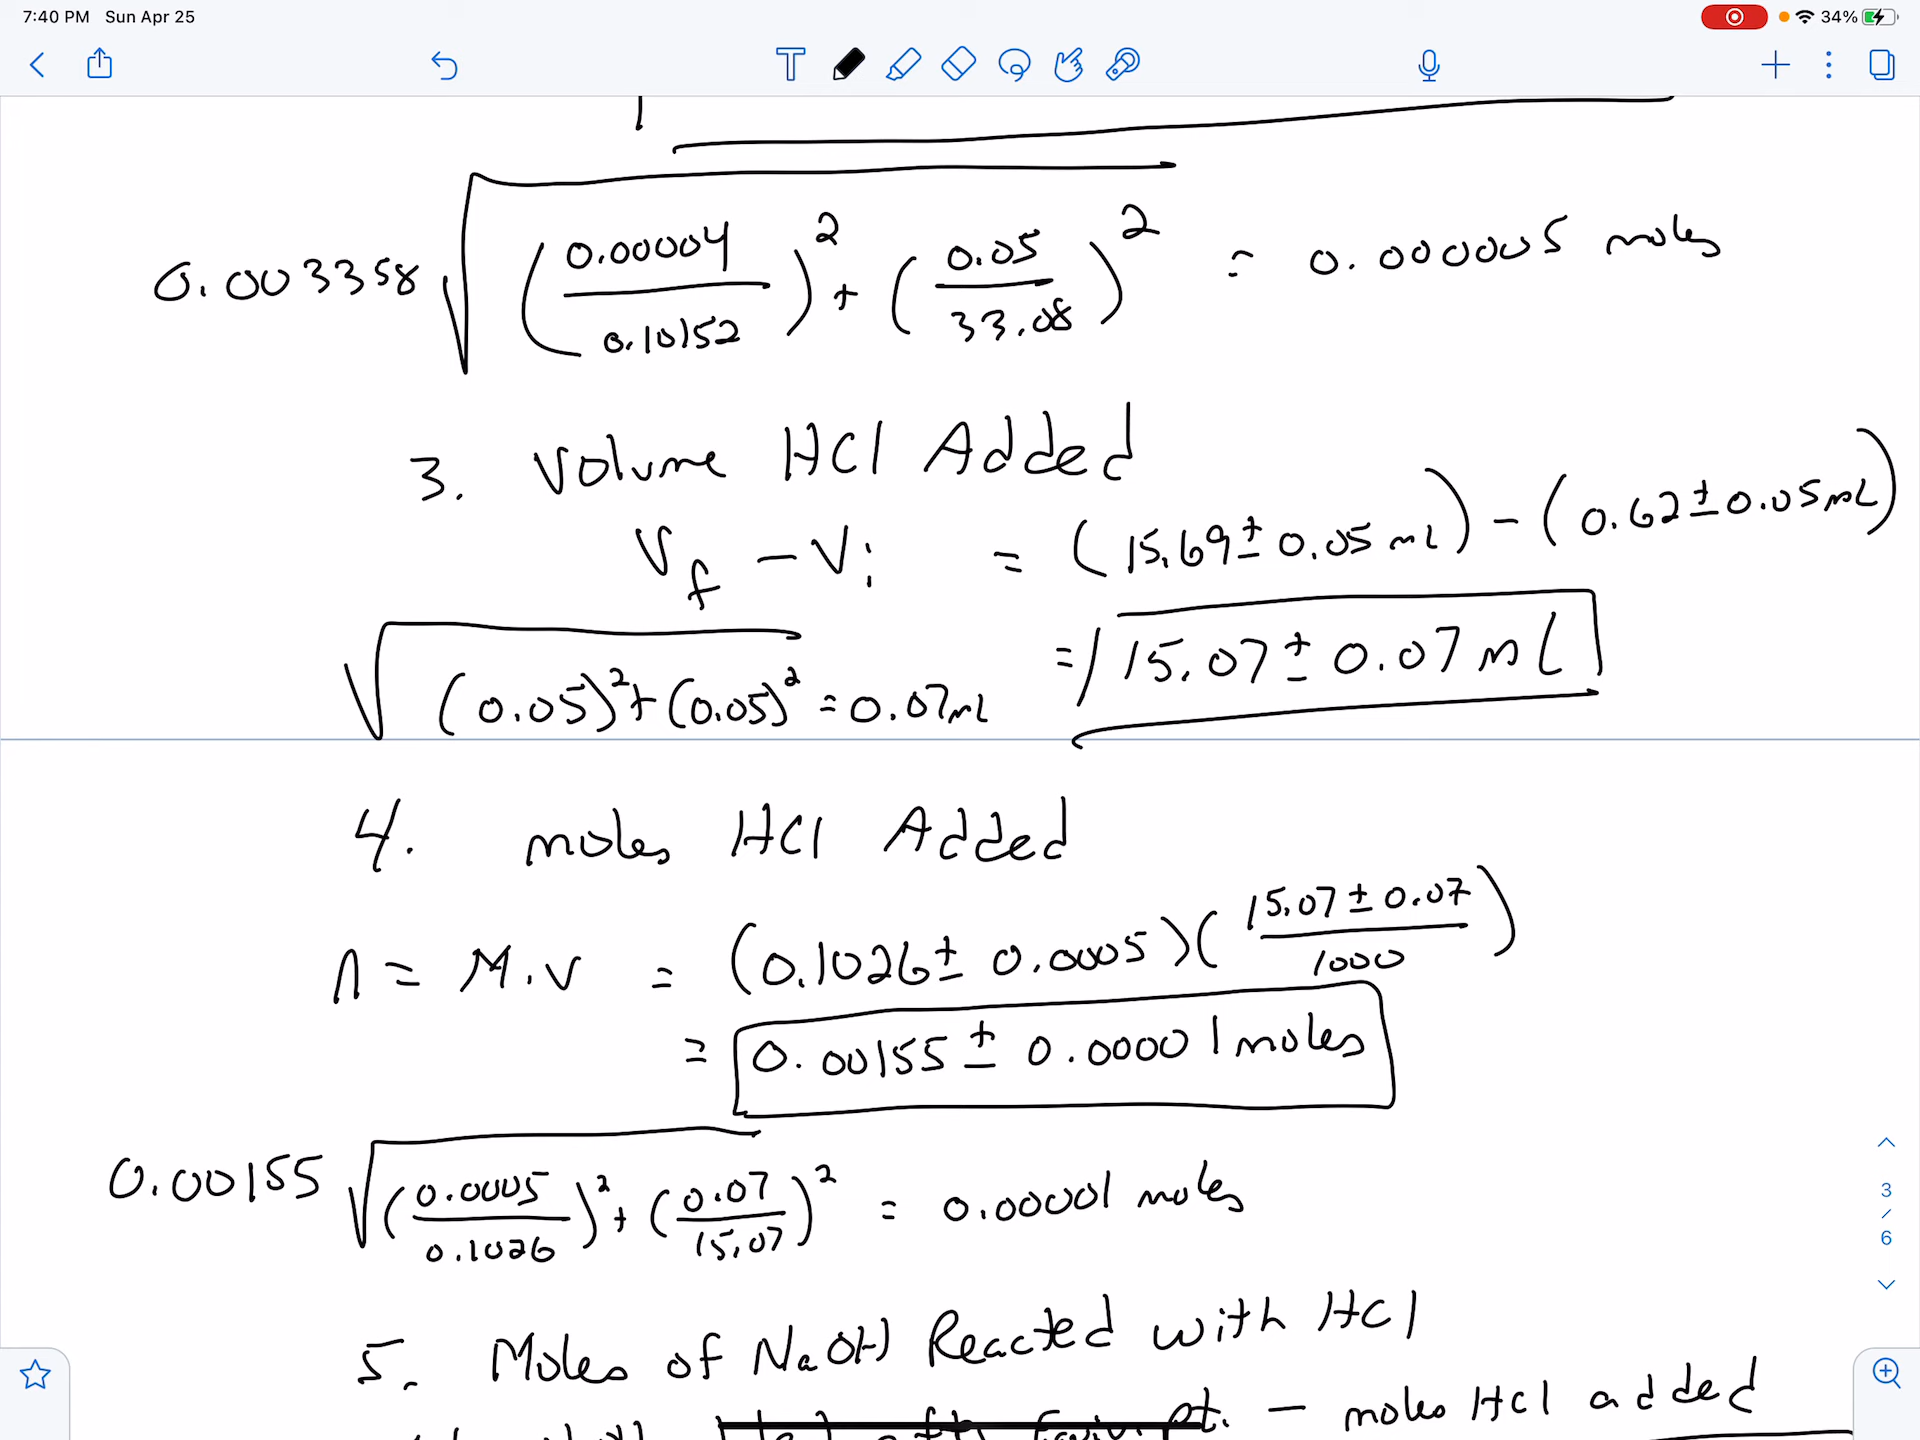 7:40 PM Sun Apr 25
34%
0.003358 √((0.00004/0.10152)² + (0.05/33.08)²) = 0.000005 moles
3. Volume HCl Added
Vf - Vi = (15.69 ± 0.05 mL) - (0.62 ± 0.05 mL)
= 15.07 ± 0.07 mL
√((0.05)² + (0.05)²) = 0.07 mL
4. moles HCl Added
n = M·V = (0.1026 ± 0.0005)(15.07 ± 0.07/1000)
= 0.00155 ± 0.00001 moles
0.00155 √((0.0005/0.1026)² + (0.07/15.07)²) = 0.00001 moles
3
/
6
5. Moles of NaOH Reacted with HCl
pt. - moles HCl added